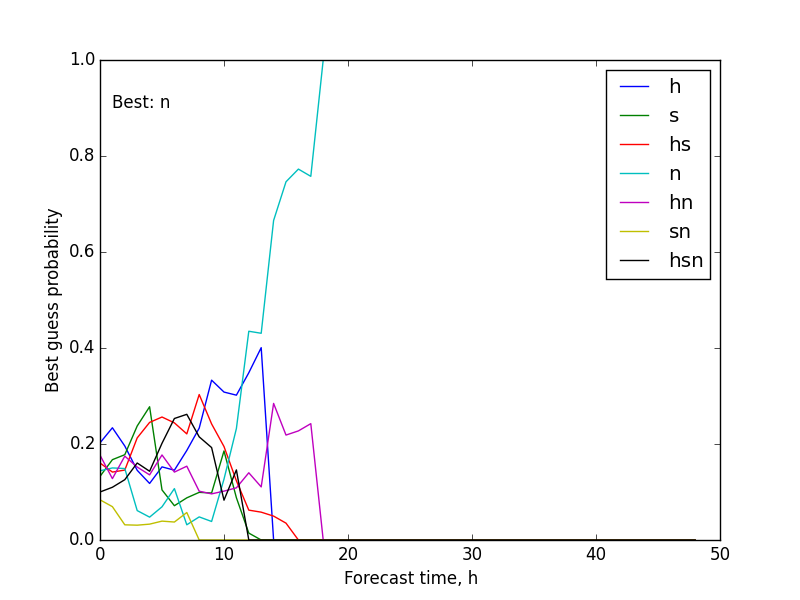 1.0
0.8
0.6
0.4
0.2
0.0
Best guess probability
Best: n
h
s
hs
n
hn
sn
hsn
0 10 20 30 40 50
Forecast time, h